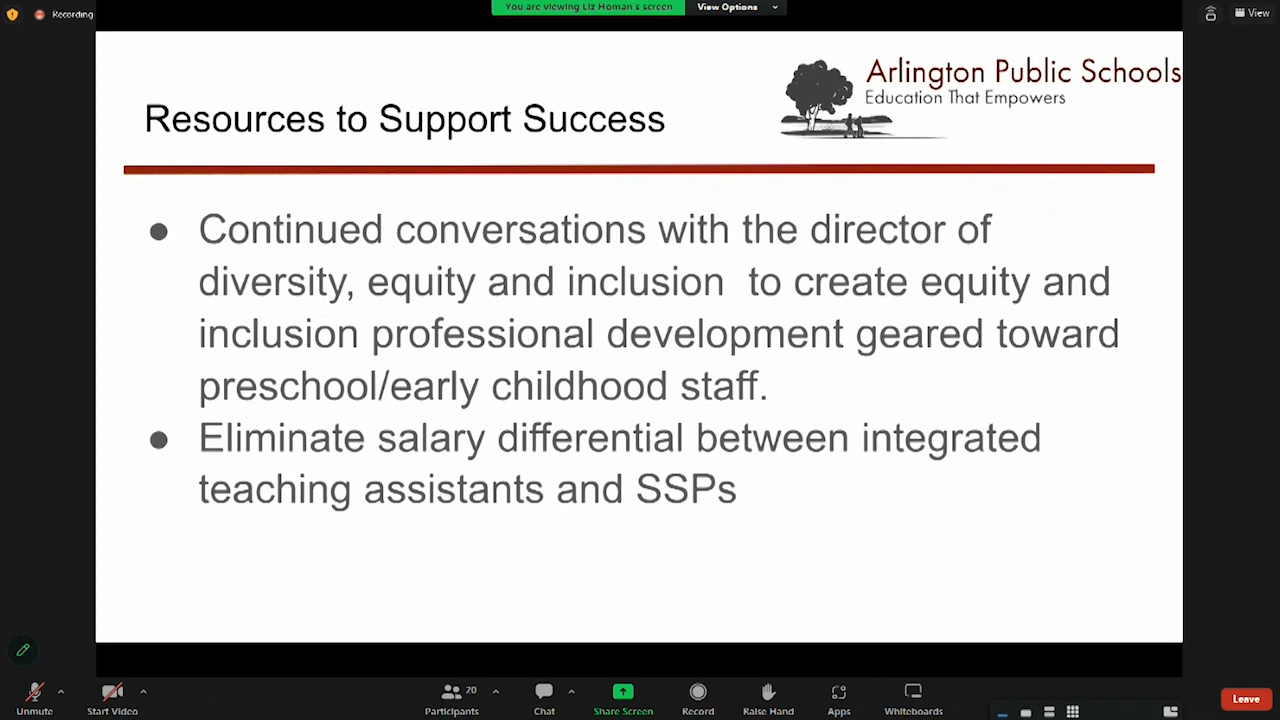 Recording
You are viewing Liz Homan's screen
View Options
View
Arlington Public Schools
Education That Empowers
Resources to Support Success
● Continued conversations with the director of
diversity, equity and inclusion to create equity and
inclusion professional development geared toward
preschool/early childhood staff.
● Eliminate salary differential between integrated
teaching assistants and SSPs
Unmute
Start Video
20
Participants
Chat
Share Screen
Record
Raise Hand
Apps
Whiteboards
Leave